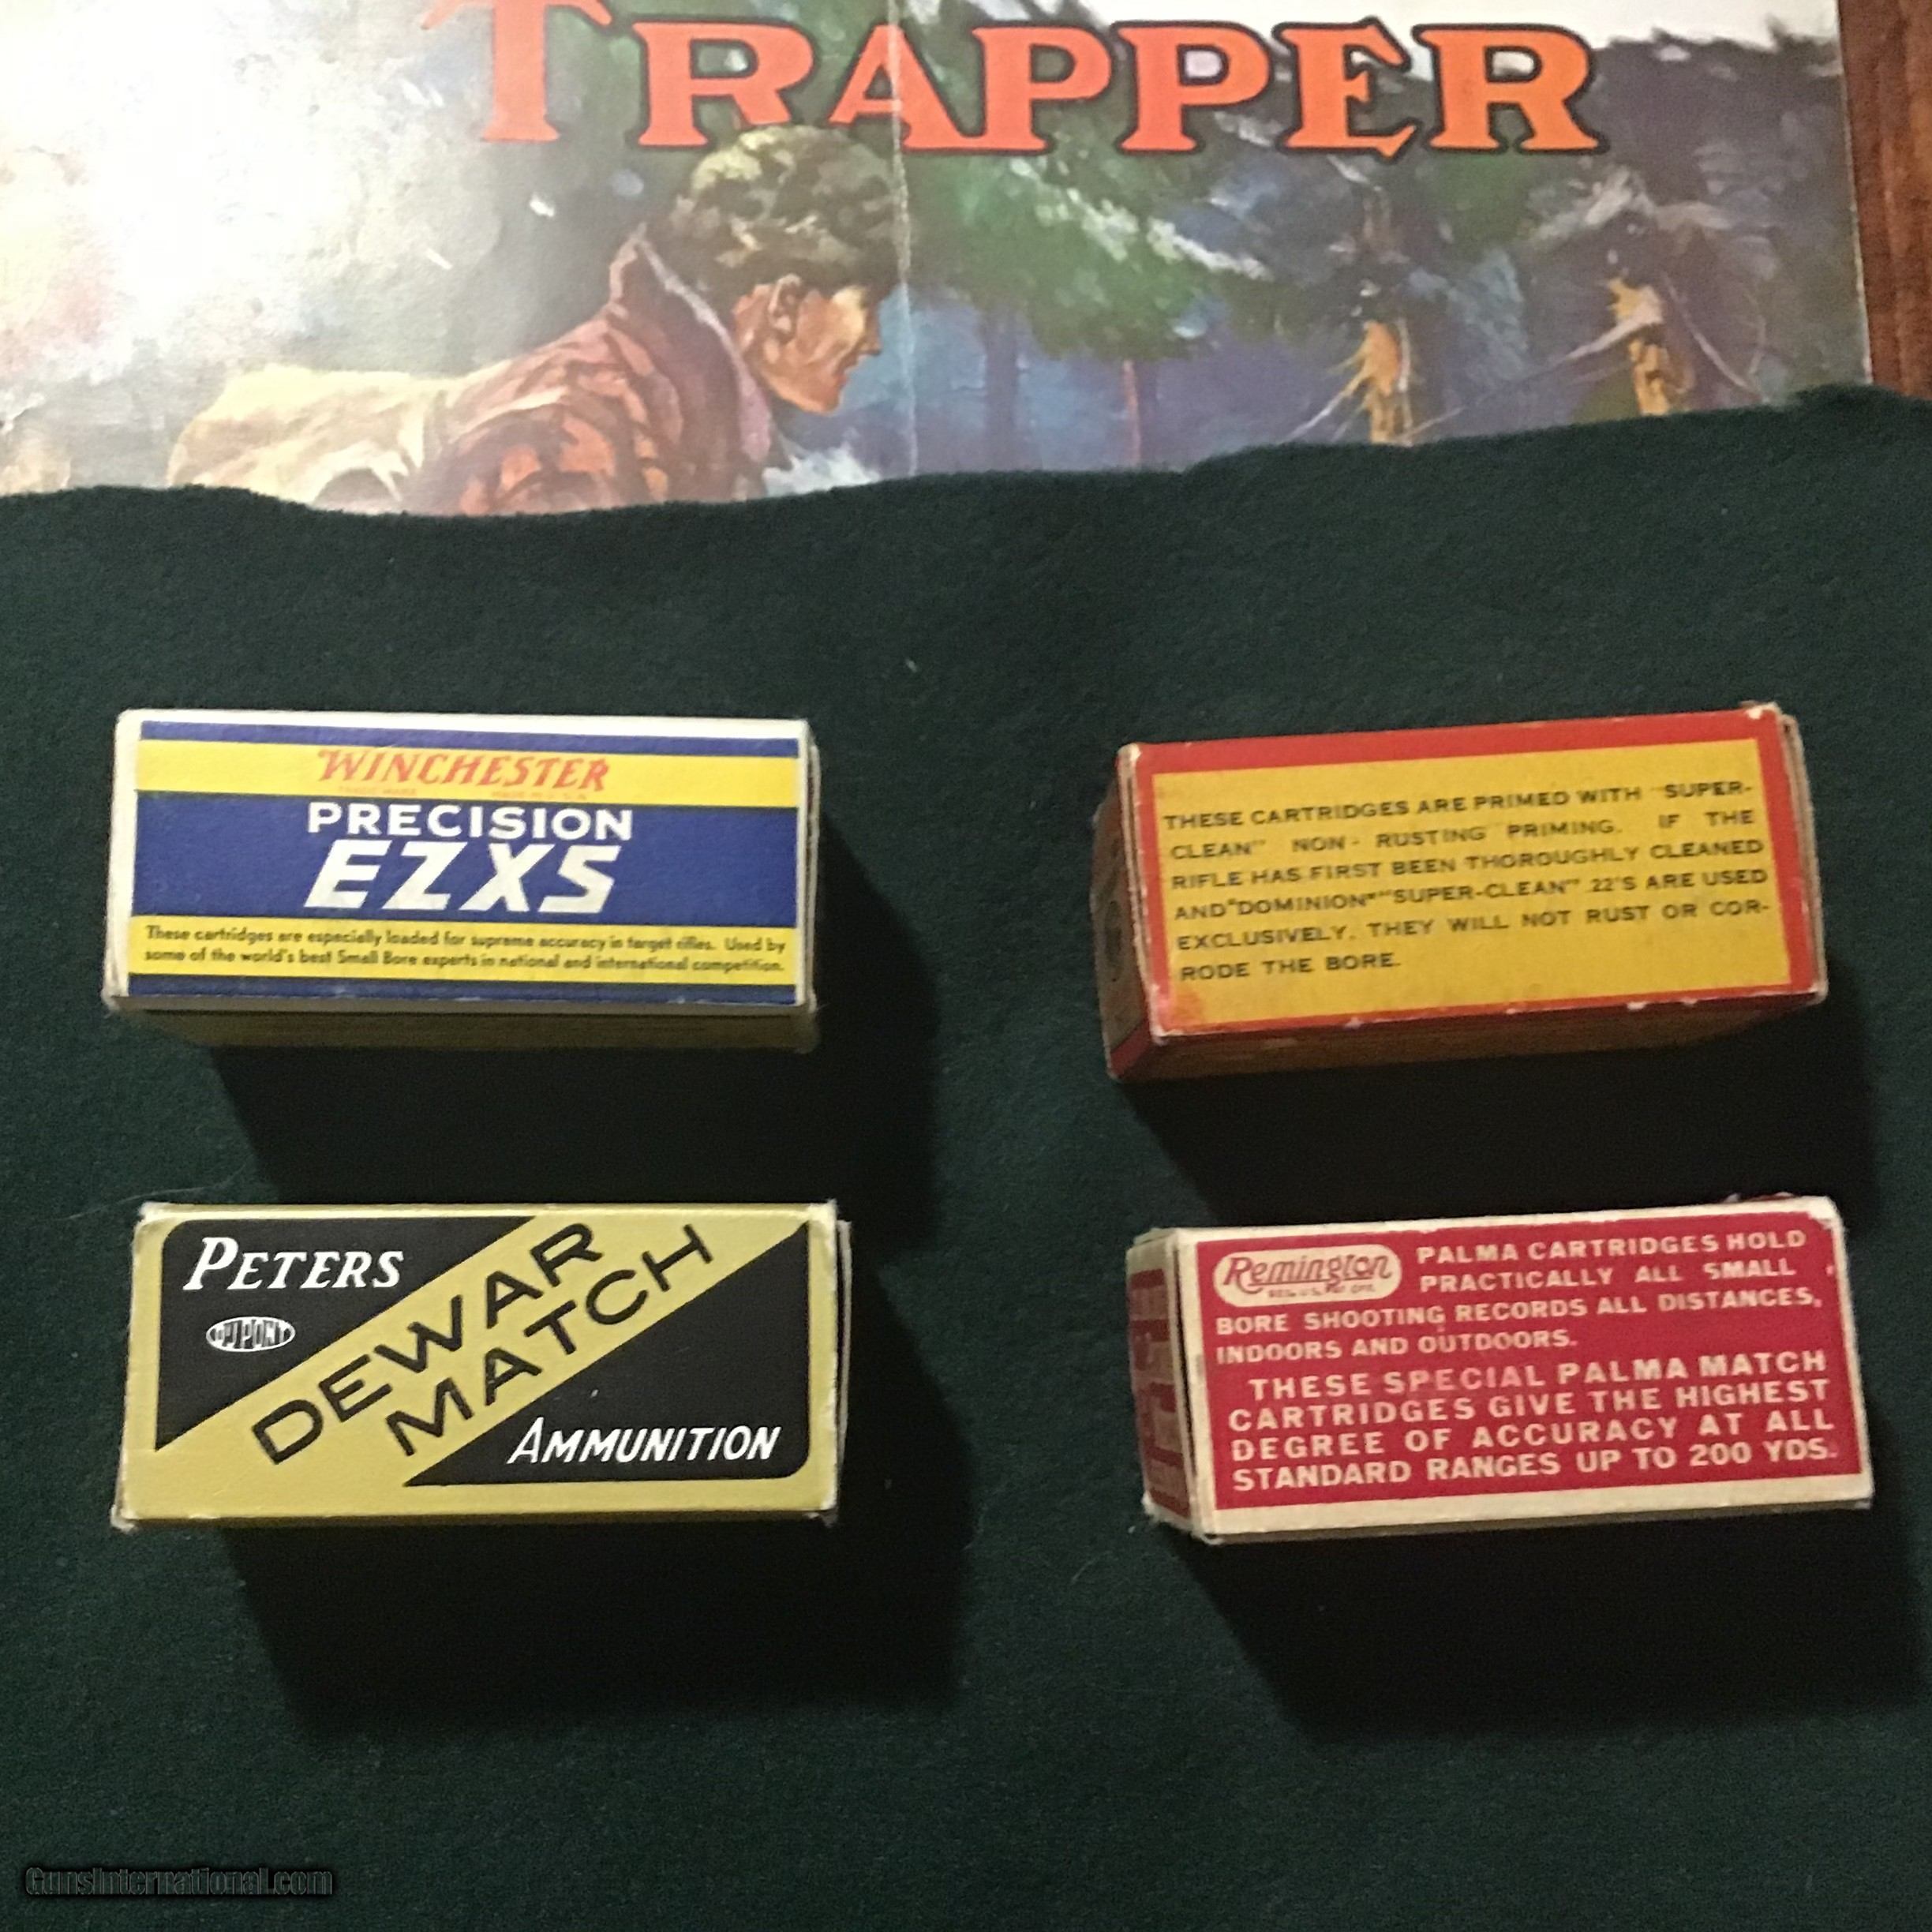 TRAPPER
WINCHESTER
TRADE MARK
PRECISION
EZXS
These cartridges are especially loaded for supreme accuracy in target rifles. Used by
some of the world's best Small Bore experts in national and international competition.
THESE CARTRIDGES ARE PRIMED WITH "SUPER-
CLEAN" NON-RUSTING PRIMING. IF THE
RIFLE HAS FIRST BEEN THOROUGHLY CLEANED
AND "DOMINION" "SUPER-CLEAN" .22'S ARE USED
EXCLUSIVELY, THEY WILL NOT RUST OR COR-
RODE THE BORE.
PETERS
DU PONT
DEWAR
MATCH
AMMUNITION
Remington
PALMA CARTRIDGES HOLD
PRACTICALLY ALL SMALL
BORE SHOOTING RECORDS ALL DISTANCES,
INDOORS AND OUTDOORS.
THESE SPECIAL PALMA MATCH
CARTRIDGES GIVE THE HIGHEST
DEGREE OF ACCURACY AT ALL
STANDARD RANGES UP TO 200 YDS.
GunsInternational.com